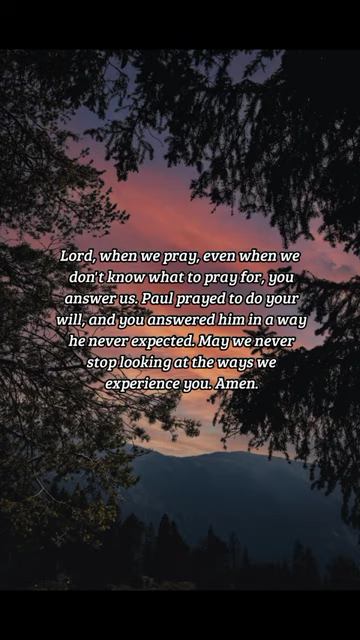 Lord, when we pray, even when we
don't know what to pray for, you
answer us. Paul prayed to do your
will, and you answered him in a way
he never expected. May we never
stop looking at the ways we
experience you. Amen.